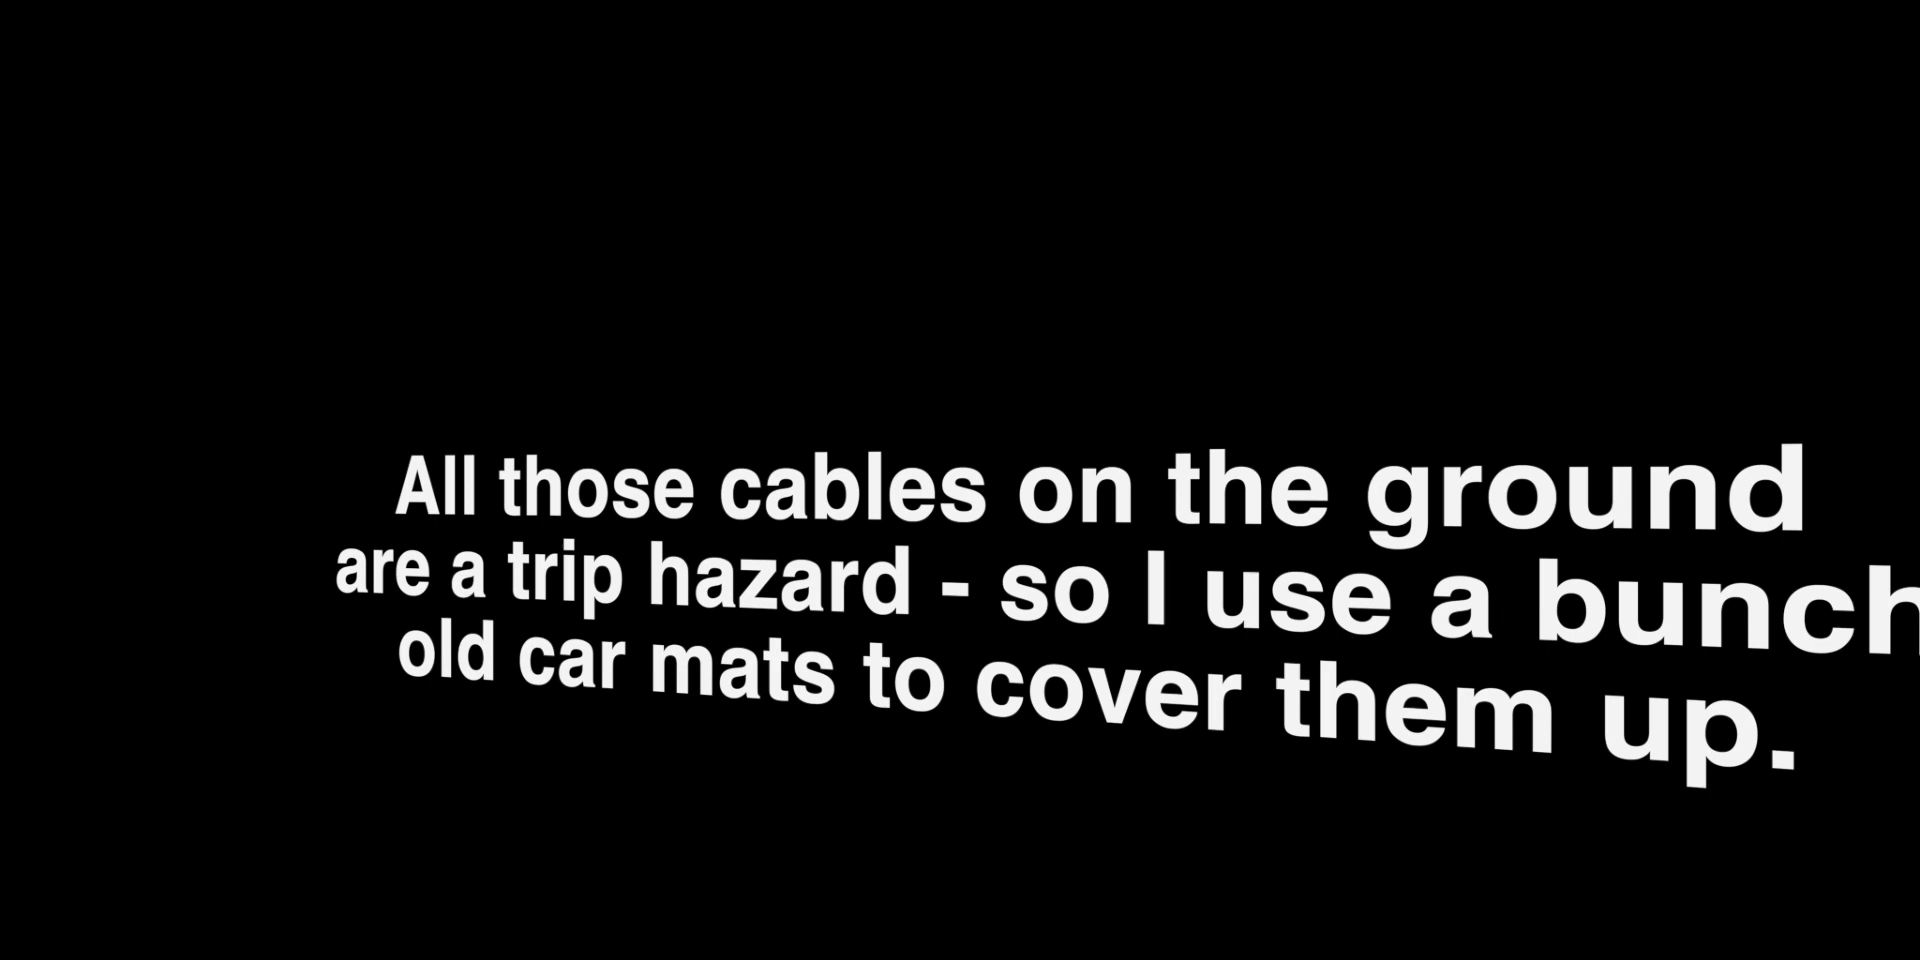 All those cables on the ground
are a trip hazard - so I use a bunch
old car mats to cover them up.